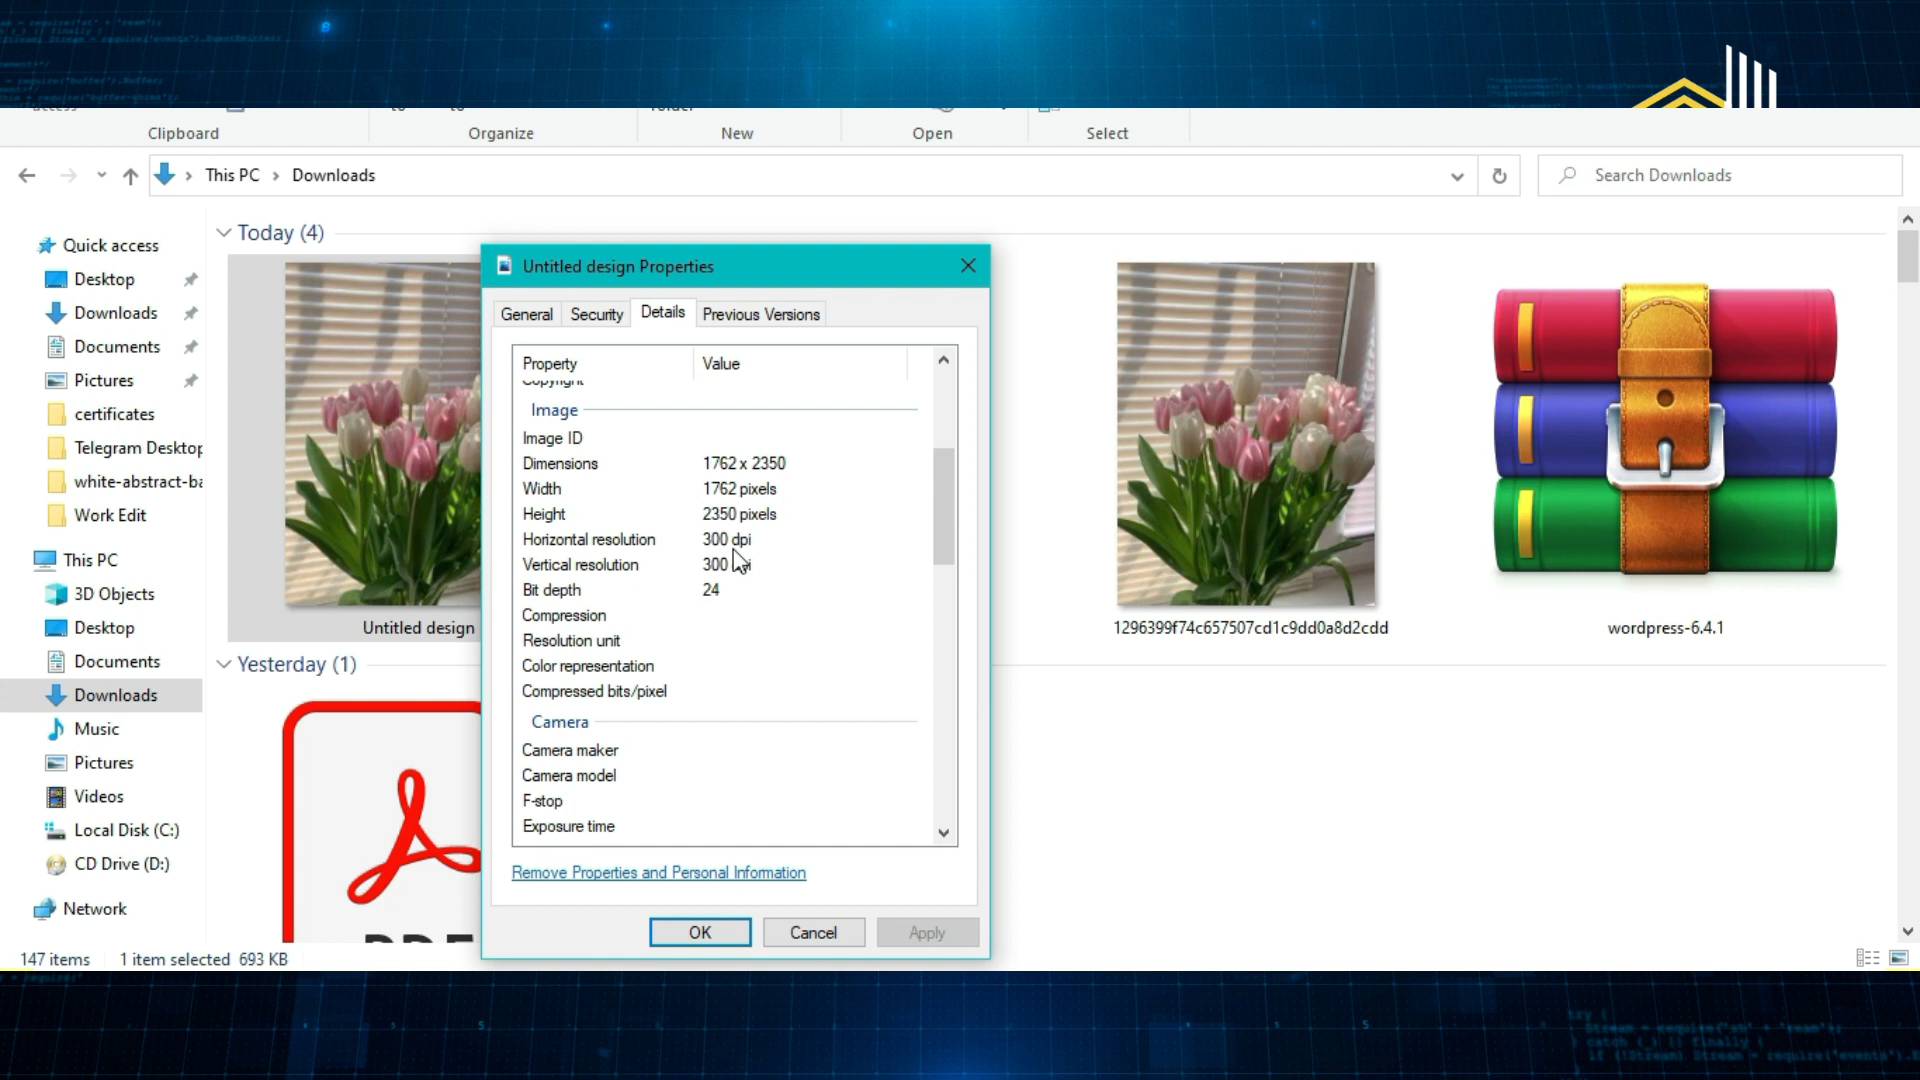 Clipboard
Organize
New
Open
Select
This PC
Downloads
Search Downloads
Quick access
Desktop
Downloads
Documents
Pictures
certificates
Telegram Desktop
white-abstract-ba
Work Edit
This PC
3D Objects
Desktop
Documents
Downloads
Music
Pictures
Videos
Local Disk (C:)
CD Drive (D:)
Network
Today (4)
Untitled design
1296399f74c657507cd1c9dd0a8d2cdd
wordpress-6.4.1
Yesterday (1)
Untitled design Properties
General
Security
Details
Previous Versions
Property Value
Copyright
Image
Image ID
Dimensions 1762 x 2350
Width 1762 pixels
Height 2350 pixels
Horizontal resolution 300 dpi
Vertical resolution 300
Bit depth 24
Compression
Resolution unit
Color representation
Compressed bits/pixel
Camera
Camera maker
Camera model
F-stop
Exposure time
Remove Properties and Personal Information
OK
Cancel
Apply
147 items
1 item selected 693 KB